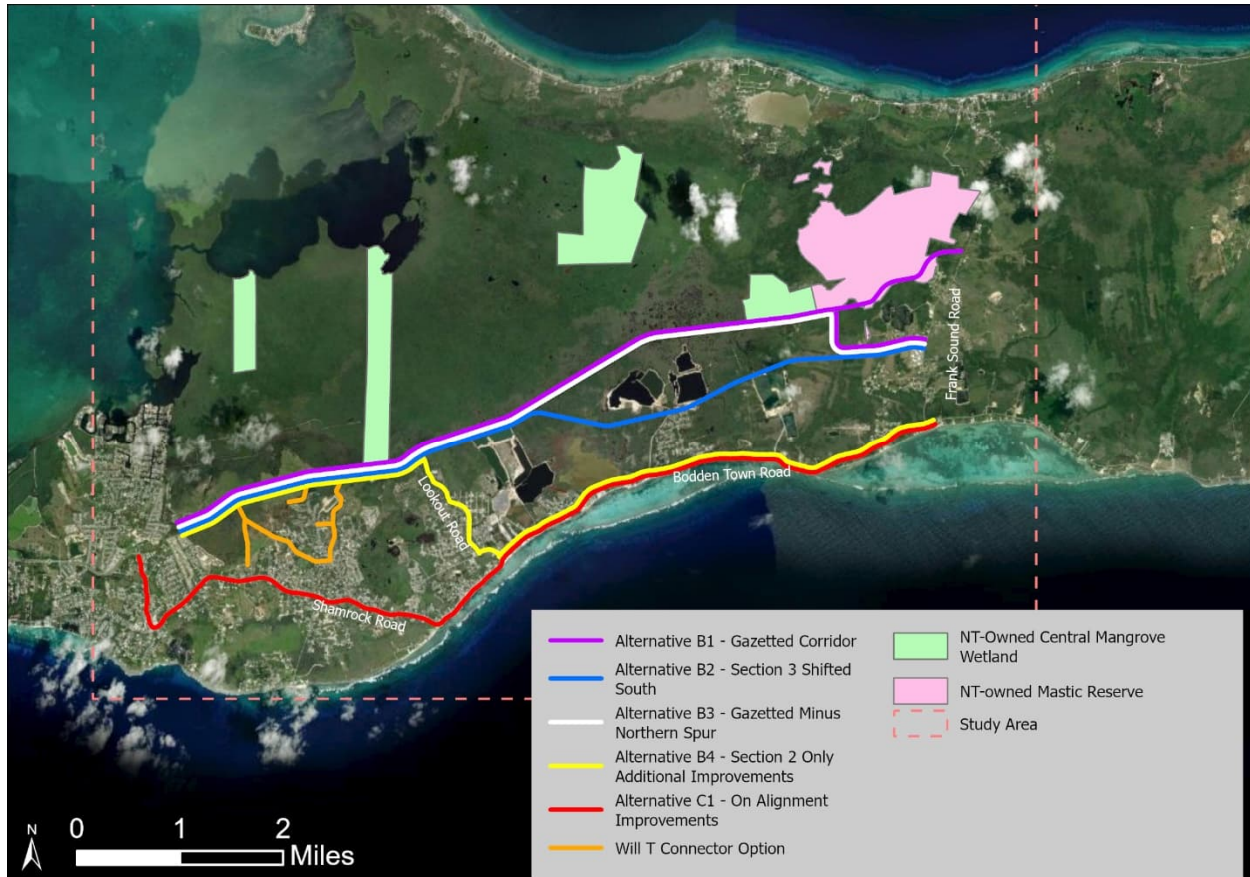 Frank Sound Road
Lookout Road
Bodden Town Road
Shamrock Road
Alternative B1 - Gazetted Corridor
Alternative B2 - Section 3 Shifted
South
Alternative B3 - Gazetted Minus
Northern Spur
Alternative B4 - Section 2 Only
Additional Improvements
Alternative C1 - On Alignment
Improvements
Will T Connector Option
NT-Owned Central Mangrove
Wetland
NT-owned Mastic Reserve
Study Area
N
0 1 2
Miles